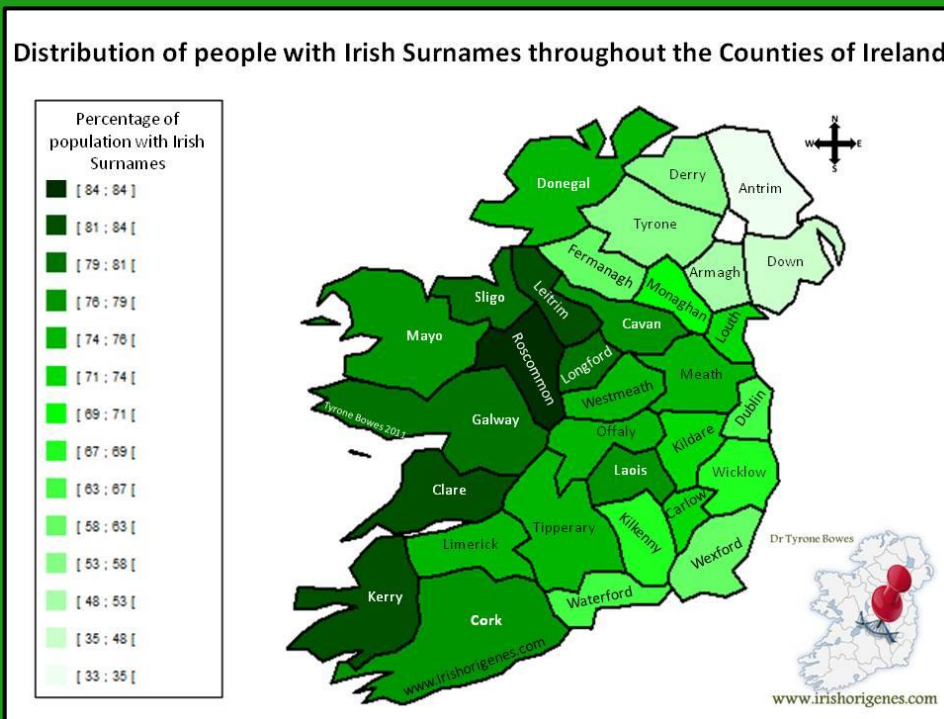 Distribution of people with Irish Surnames throughout the Counties of Ireland
Percentage of
population with Irish
Surnames
[ 84 ; 84 ]
[ 81 ; 84 [
[ 79 ; 81 [
[ 76 ; 79 [
[ 74 ; 76 [
[ 71 ; 74 [
[ 69 ; 71 [
[ 67 ; 69 [
[ 63 ; 67 [
[ 58 ; 63 [
[ 53 ; 58 [
[ 48 ; 53 [
[ 35 ; 48 [
[ 33 ; 35 [
N
W E
S
Donegal
Derry
Antrim
Tyrone
Fermanagh
Armagh
Down
Monaghan
Sligo
Leitrim
Cavan
Louth
Mayo
Roscommon
Longford
Meath
Westmeath
Dublin
Tyrone Bowes 2011
Galway
Offaly
Kildare
Laois
Wicklow
Clare
Carlow
Tipperary
Kilkenny
Limerick
Wexford
Dr Tyrone Bowes
Waterford
Kerry
Cork
www.Irishorigenes.com
www.irishorigenes.com